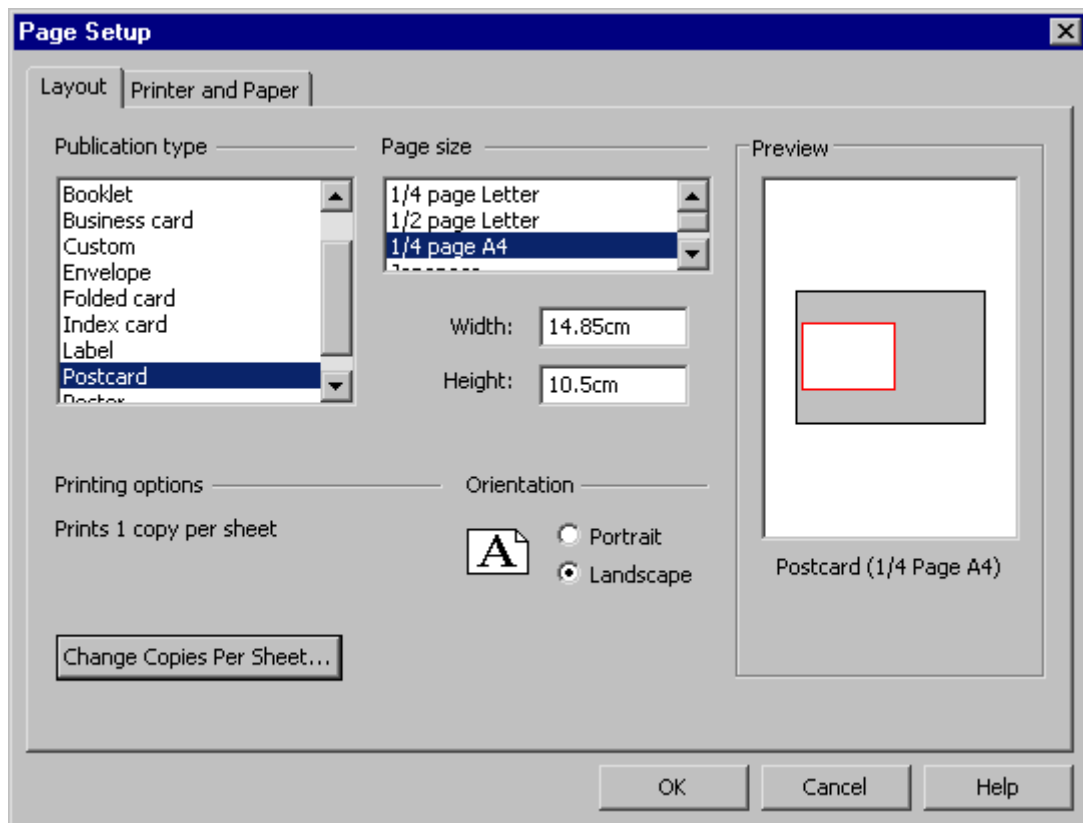 Page Setup
Layout
Printer and Paper
Publication type
Booklet
Business card
Custom
Envelope
Folded card
Index card
Label
Postcard
Poster
Page size
1/4 page Letter
1/2 page Letter
1/4 page A4
Japanese
Width: 14.85cm
Height: 10.5cm
Printing options
Prints 1 copy per sheet
Change Copies Per Sheet...
Orientation
A
Portrait
Landscape
Preview
Postcard (1/4 Page A4)
OK
Cancel
Help